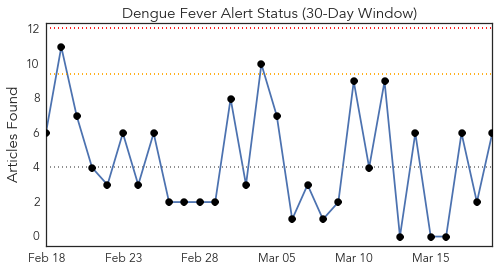 Dengue Fever Alert Status (30-Day Window)
Articles Found
12
10
8
6
4
2
0
Feb 18 Feb 23 Feb 28 Mar 05 Mar 10 Mar 15